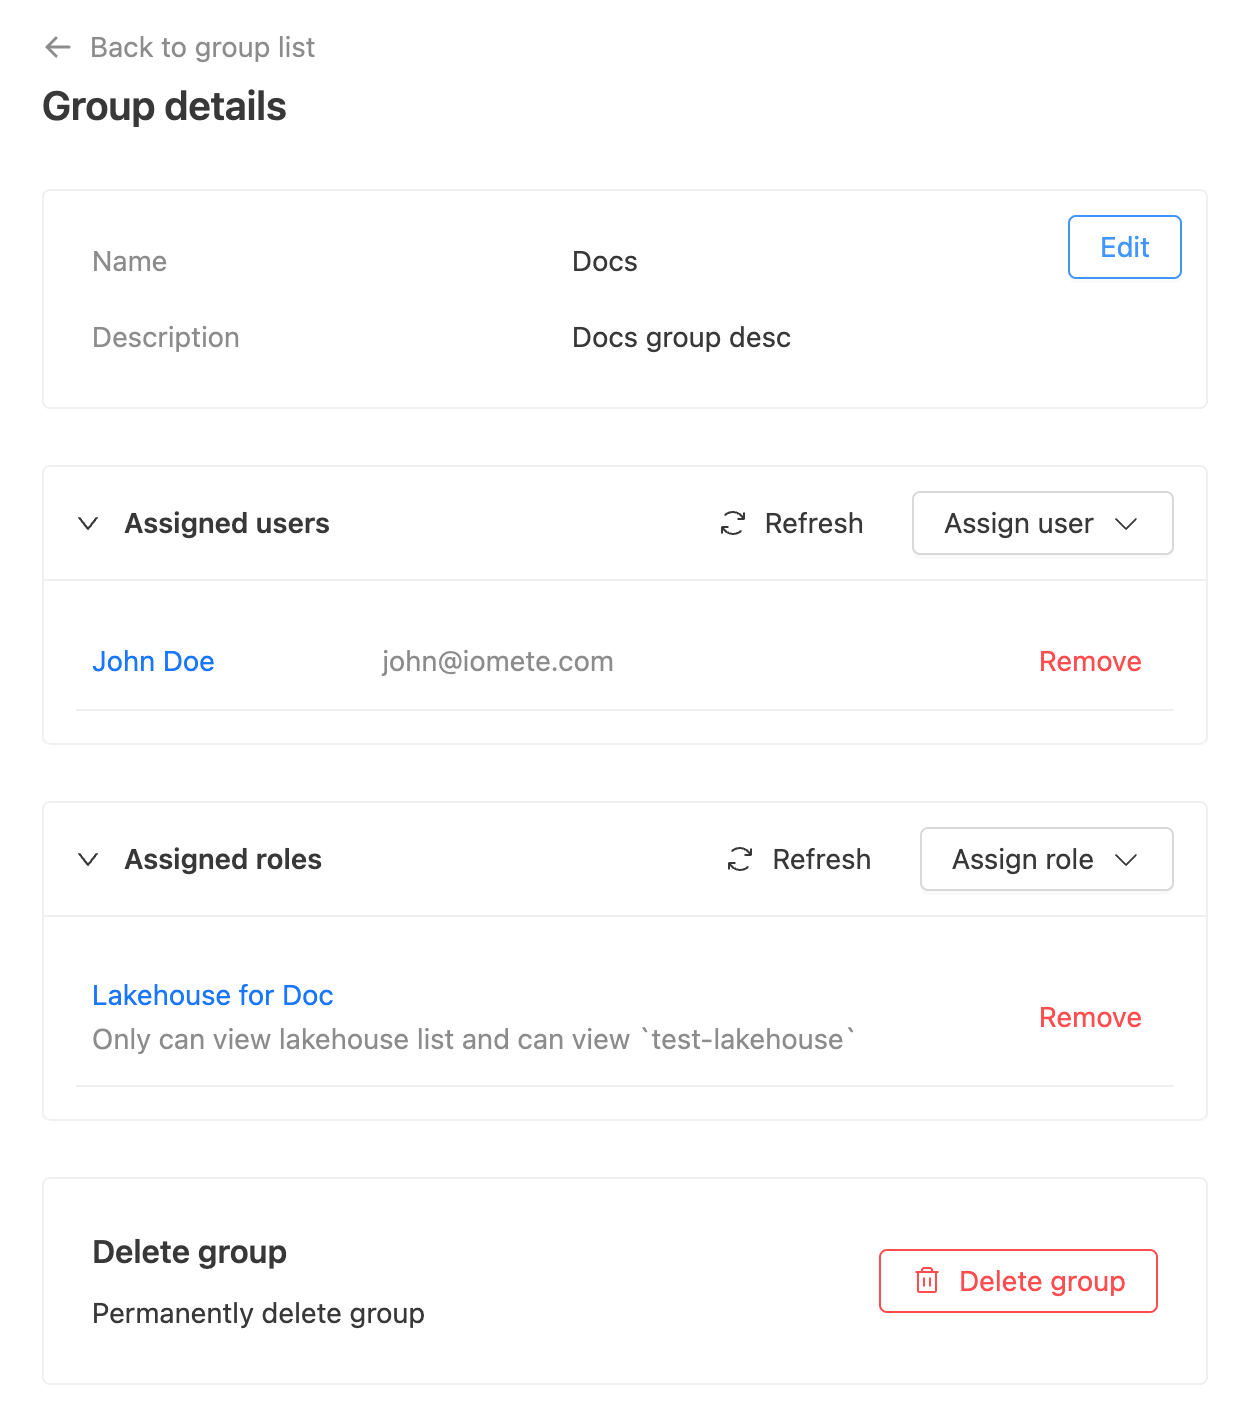 Back to group list
Group details
Name Docs Edit
Description Docs group desc
Assigned users Refresh Assign user
John Doe john@iomete.com Remove
Assigned roles Refresh Assign role
Lakehouse for Doc
Only can view lakehouse list and can view `test-lakehouse` Remove
Delete group
Permanently delete group
Delete group